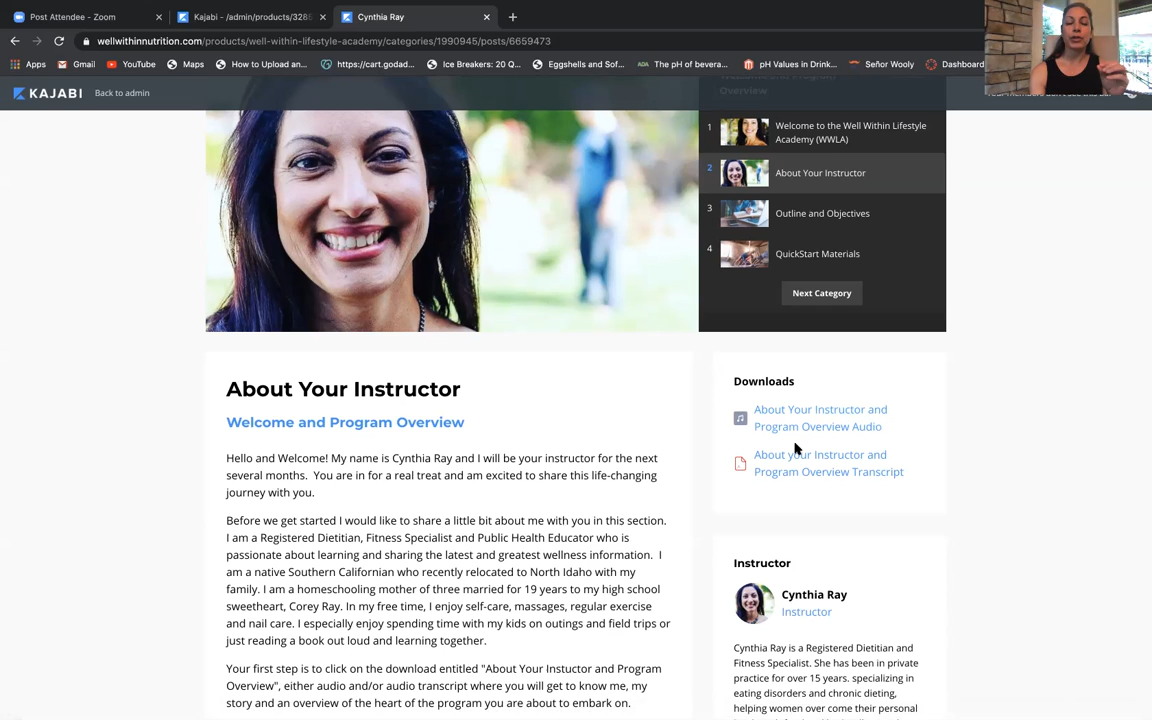 Post Attendee - Zoom
Kajabi - /admin/products/3288
Cynthia Ray
wellwithinnutrition.com/products/well-within-lifestyle-academy/categories/1990945/posts/6659473
Apps
Gmail
YouTube
Maps
How to Upload an...
https://cart.godad...
Ice Breakers: 20 Q...
Eggshells and Sof...
ADA The pH of bevera...
pH Values in Drink...
Señor Wooly
Dashboard
KAJABI
Back to admin
Overview
1
Welcome to the Well Within Lifestyle
Academy (WWLA)
2
About Your Instructor
3
Outline and Objectives
4
QuickStart Materials
Next Category
About Your Instructor
Welcome and Program Overview
Hello and Welcome! My name is Cynthia Ray and I will be your instructor for the next
several months. You are in for a real treat and am excited to share this life-changing
journey with you.
Before we get started I would like to share a little bit about me with you in this section.
I am a Registered Dietitian, Fitness Specialist and Public Health Educator who is
passionate about learning and sharing the latest and greatest wellness information. I
am a native Southern Californian who recently relocated to North Idaho with my
family. I am a homeschooling mother of three married for 19 years to my high school
sweetheart, Corey Ray. In my free time, I enjoy self-care, massages, regular exercise
and nail care. I especially enjoy spending time with my kids on outings and field trips or
just reading a book out loud and learning together.
Your first step is to click on the download entitled "About Your Instuctor and Program
Overview", either audio and/or audio transcript where you will get to know me, my
story and an overview of the heart of the program you are about to embark on.
Downloads
About Your Instructor and
Program Overview Audio
About your Instructor and
Program Overview Transcript
Instructor
Cynthia Ray
Instructor
Cynthia Ray is a Registered Dietitian and
Fitness Specialist. She has been in private
practice for over 15 years. specializing in
eating disorders and chronic dieting,
helping women over come their personal